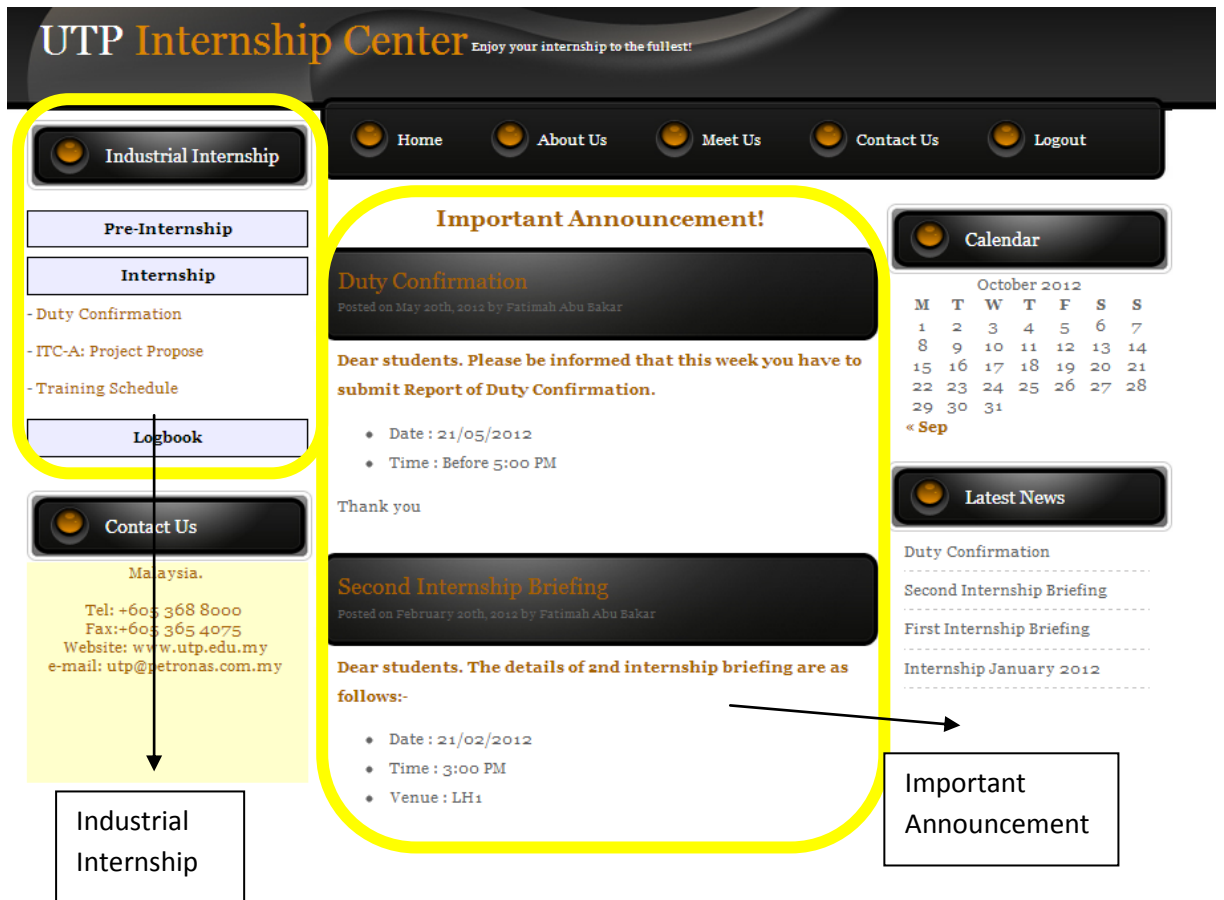 UTP Internship Center Enjoy your internship to the fullest!
Home About Us Meet Us Contact Us Logout
Industrial Internship
Pre-Internship
Internship
- Duty Confirmation
- ITC-A: Project Propose
- Training Schedule
Logbook
Contact Us
Malaysia.
Tel: +605 368 8000
Fax:+605 365 4075
Website: www.utp.edu.my
e-mail: utp@petronas.com.my
Industrial
Internship
Important Announcement!
Duty Confirmation
Posted on May 20th, 2012 by Fatimah Abu Bakar
Dear students. Please be informed that this week you have to
submit Report of Duty Confirmation.
Date : 21/05/2012
Time : Before 5:00 PM
Thank you
Second Internship Briefing
Posted on February 20th, 2012 by Fatimah Abu Bakar
Dear students. The details of 2nd internship briefing are as
follows:-
Date : 21/02/2012
Time : 3:00 PM
Venue : LH1
Calendar
October 2012
M T W T F S S
1 2 3 4 5 6 7
8 9 10 11 12 13 14
15 16 17 18 19 20 21
22 23 24 25 26 27 28
29 30 31
« Sep
Latest News
Duty Confirmation
Second Internship Briefing
First Internship Briefing
Internship January 2012
Important
Announcement